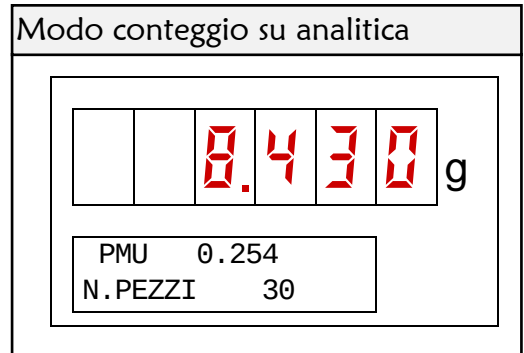 Modo conteggio su analitica
8.430 g
PMU 0.254
N.PEZZI 30